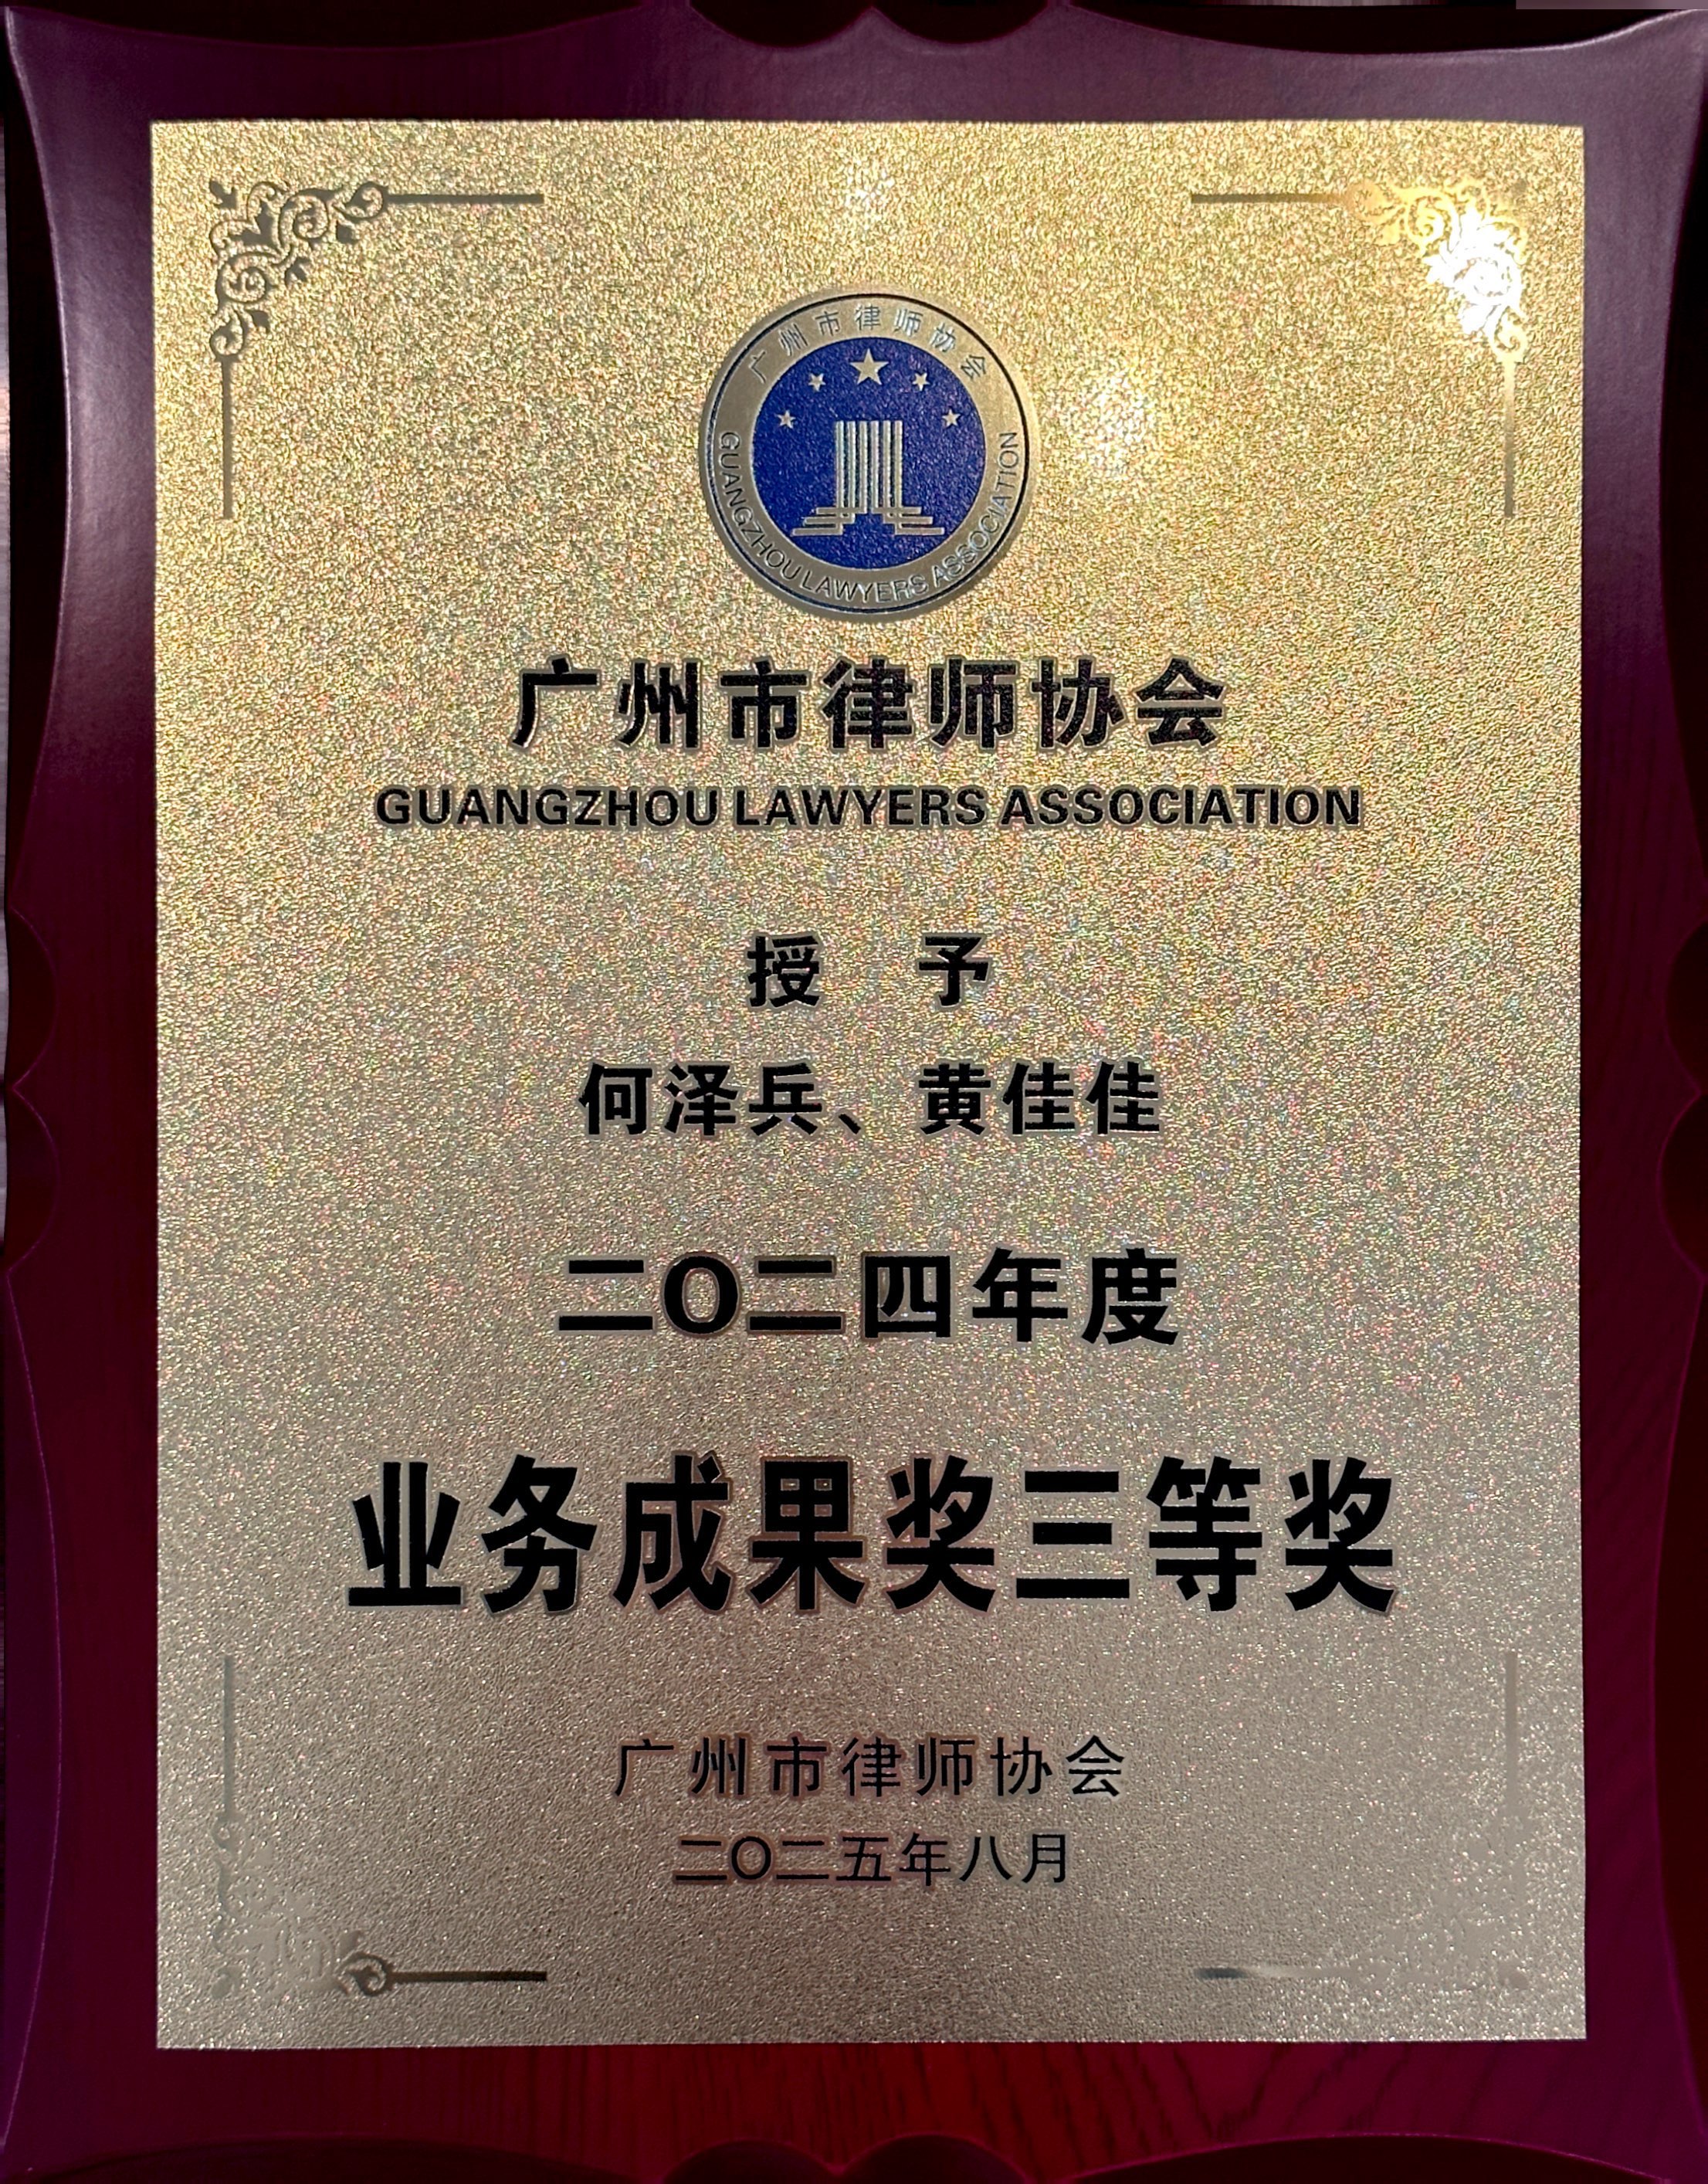 广州市律师协会
GUANGZHOU LAWYERS ASSOCIATION
广州市律师协会
GUANGZHOU LAWYERS ASSOCIATION
授 予
何泽兵、黄佳佳
二O二四年度
业务成果奖三等奖
广州市律师协会
二O二五年八月